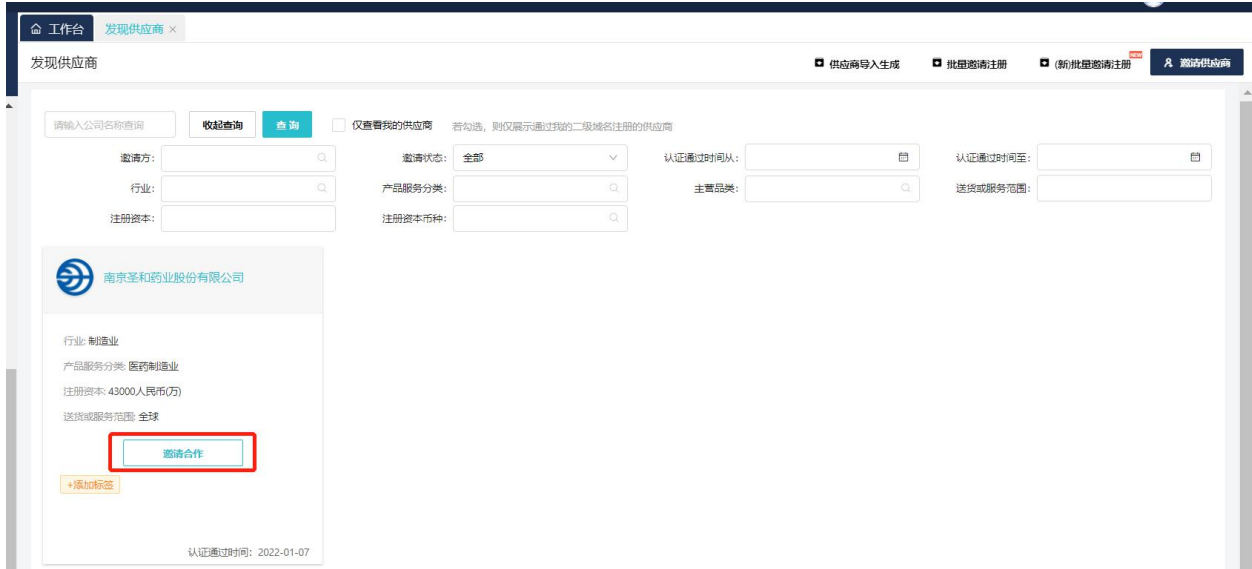 工作台 发现供应商 ×
发现供应商 供应商导入生成 批量邀请注册 (新)批量邀请注册 NEW 邀请供应商
请输入公司名称查询 收起查询 查询 仅查看我的供应商 若勾选，则仅展示通过我的二级域名注册的供应商
邀请方： 邀请状态： 全部 认证通过时间从： 认证通过时间至：
行业： 产品服务分类： 主营品类： 送货或服务范围：
注册资本： 注册资本币种：
南京圣和药业股份有限公司
行业: 制造业
产品服务分类: 医药制造业
注册资本: 43000人民币(万)
送货或服务范围: 全球
邀请合作
+添加标签
认证通过时间：2022-01-07